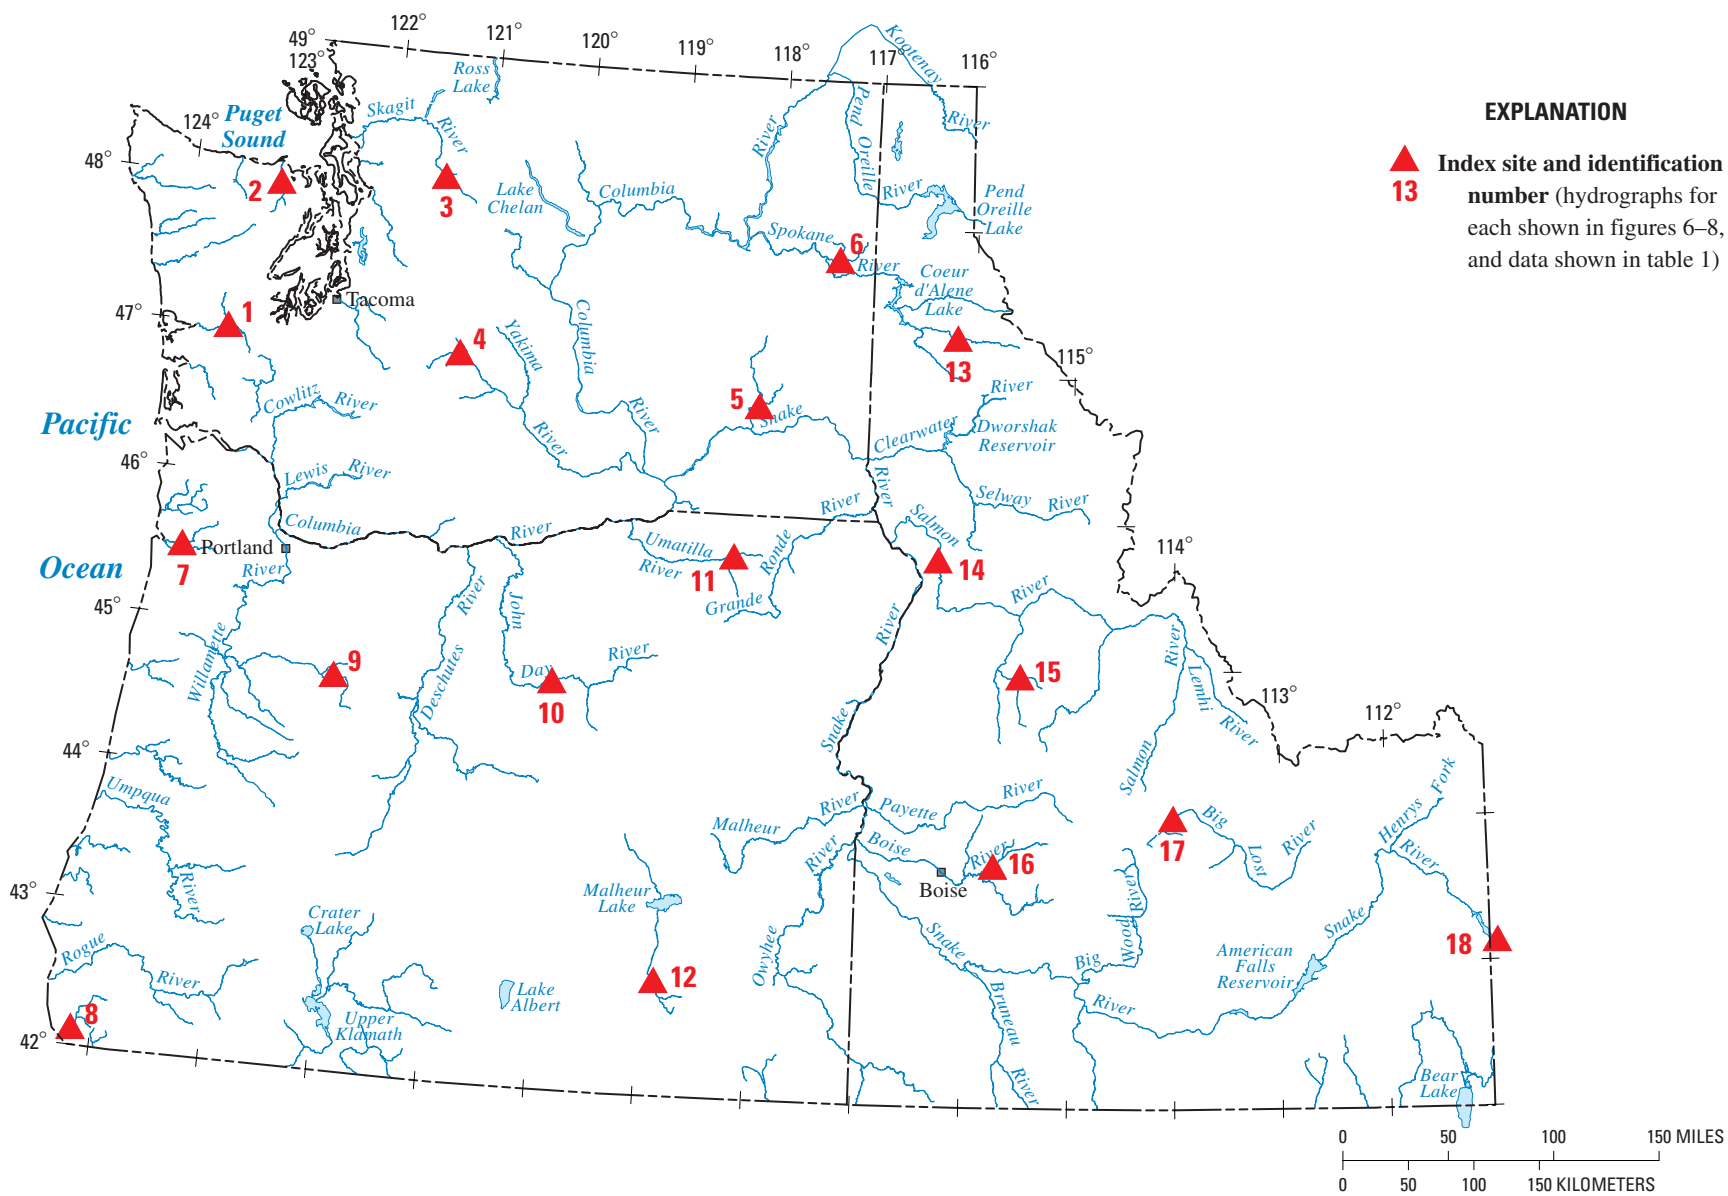 122°
121°
120°
119°
118°
117°
116°
49°
123°
124°
48°
47°
46°
45°
44°
43°
42°
115°
114°
113°
112°
Puget
Sound
Pacific
Ocean
Ross
Lake
Skagit
River
Lake
Chelan
Columbia
River
Kootenay
River
Pend
Oreille
River
Pend
Oreille
Lake
Spokane
River
Coeur
d'Alene
Lake
Tacoma
Yakima
River
Columbia
River
Cowlitz
River
Lewis
River
Snake
River
Clearwater
River
Dworshak
Reservoir
Selway
River
Salmon
River
Columbia
River
Portland
Willamette
River
Umatilla
River
Grande
Ronde
River
Deschutes
River
John
Day
River
Snake
River
Salmon
River
Lemhi
River
Umpqua
River
Rogue
River
Crater
Lake
Upper
Klamath
Lake
Albert
Malheur
Lake
Malheur
River
Owyhee
River
Payette
River
Boise
River
Boise
Snake
River
Bruneau
River
Big
Wood
River
Big
Lost
River
Henrys
Fork
Snake
River
American
Falls
Reservoir
Bear
Lake
1
2
3
4
5
6
7
8
9
10
11
12
13
14
15
16
17
18
EXPLANATION
Index site and identification
13 number (hydrographs for
each shown in figures 6–8,
and data shown in table 1)
0 50 100 150 MILES
0 50 100 150 KILOMETERS